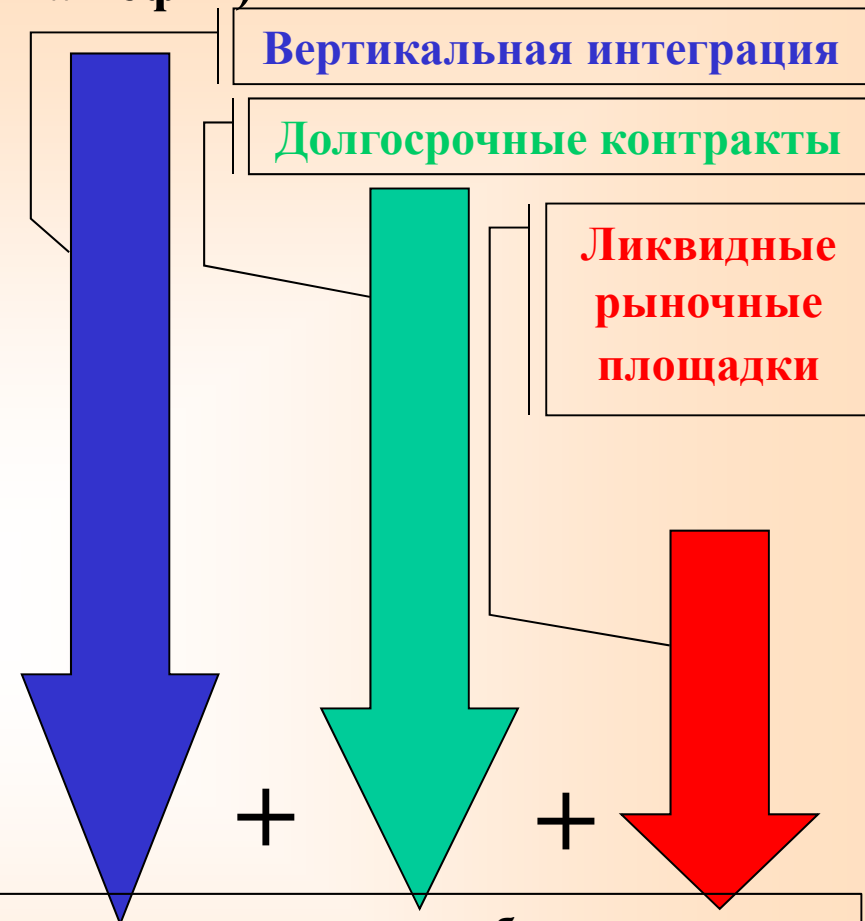 Вертикальная интеграция
Долгосрочные контракты
Ликвидные
рыночные
площадки
+ +